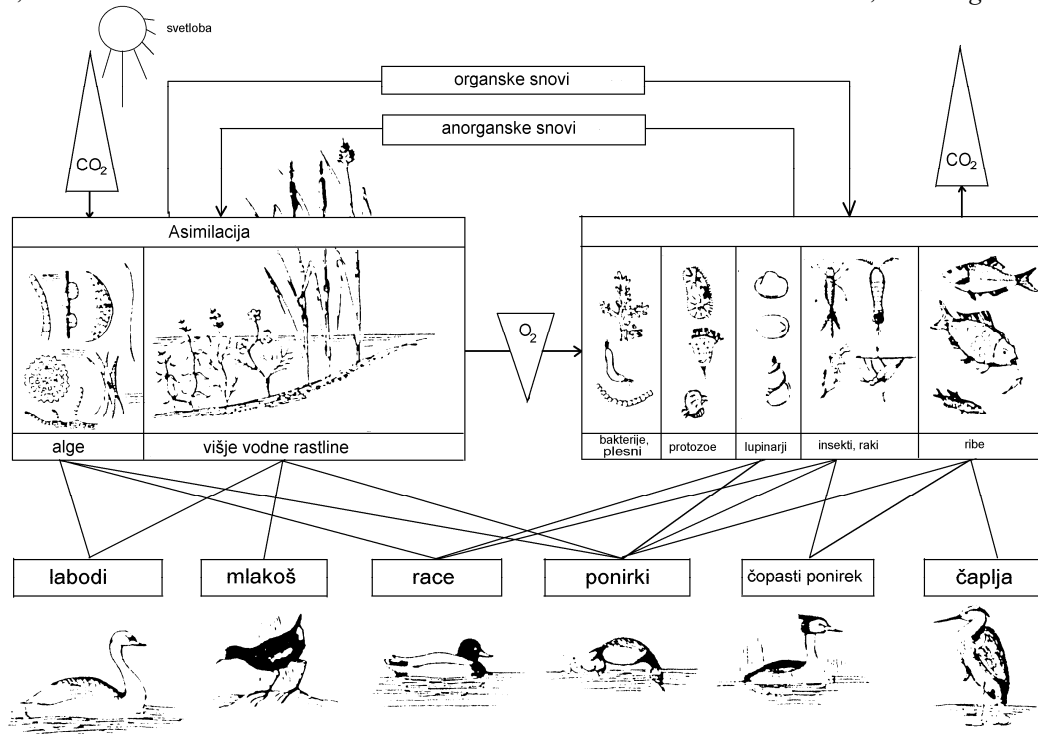 svetloba
organske snovi
anorganske snovi
CO2
CO2
Asimilacija
O2
alge
višje vodne rastline
bakterije,
plesni
protozoe
lupinarji
insekti, raki
ribe
labodi
mlakoš
race
ponirki
čopasti ponirek
čaplja